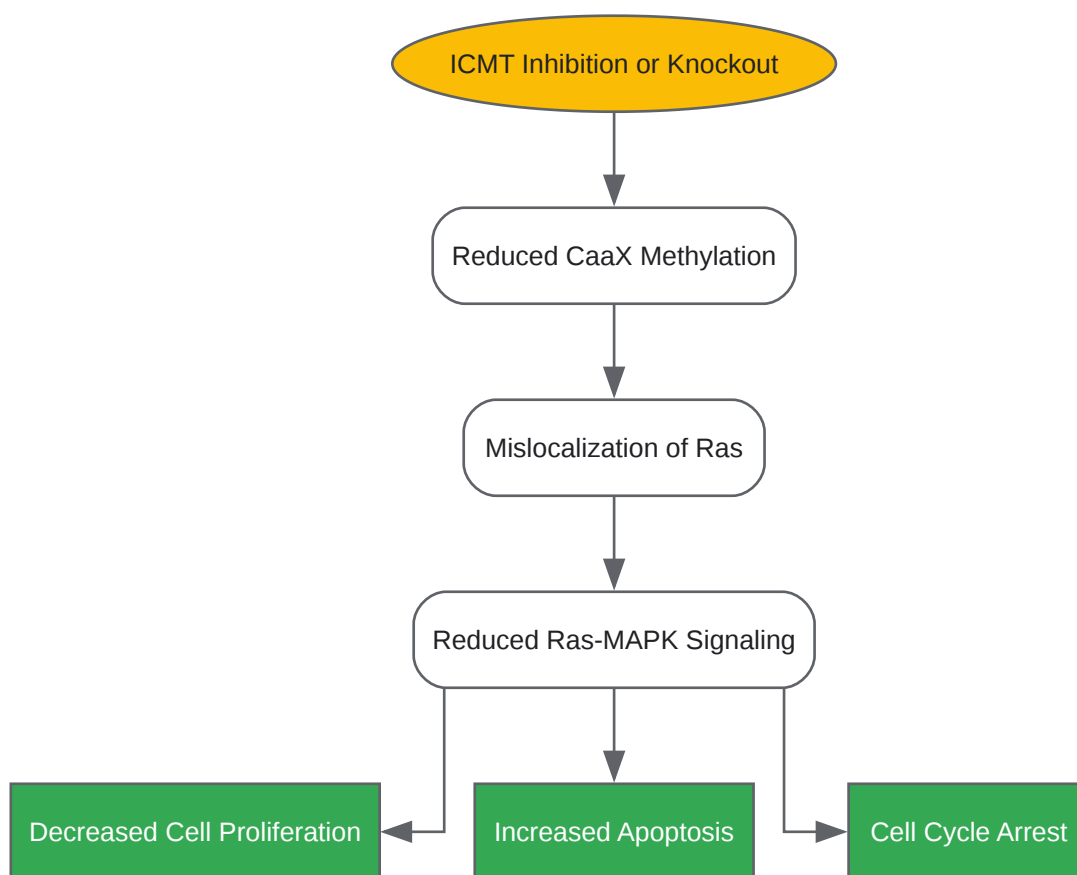 ICMT Inhibition or Knockout
Reduced CaaX Methylation
Mislocalization of Ras
Reduced Ras-MAPK Signaling
Decreased Cell Proliferation
Increased Apoptosis
Cell Cycle Arrest